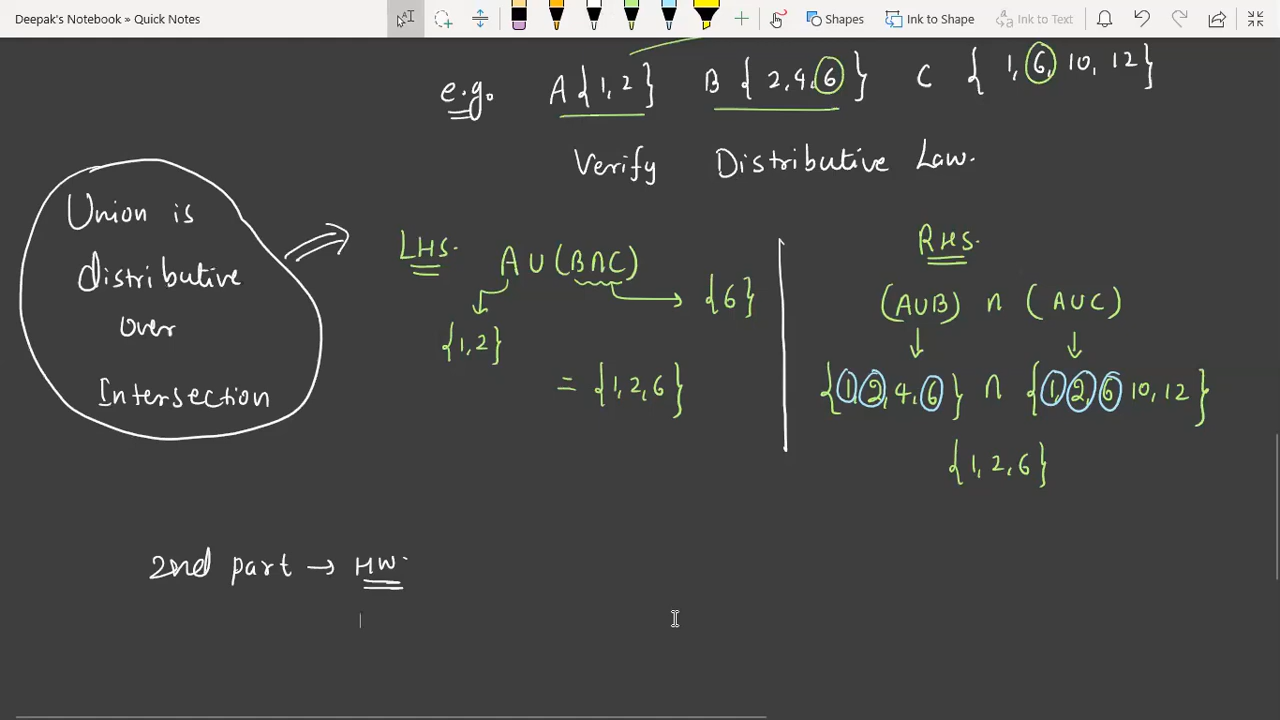 Deepak's Notebook » Quick Notes
Shapes
Ink to Shape
Ink to Text
e.g. A {1,2} B {2,4,6} C {1,6,10,12}
Verify Distributive Law.
Union is
distributive
over
Intersection
LHS.
A∪(B∩C)
{6}
{1,2}
= {1,2,6}
RHS.
(A∪B) ∩ (A∪C)
{1,2,4,6} ∩ {1,2,6 10,12}
{1,2,6}
2nd part → HW.